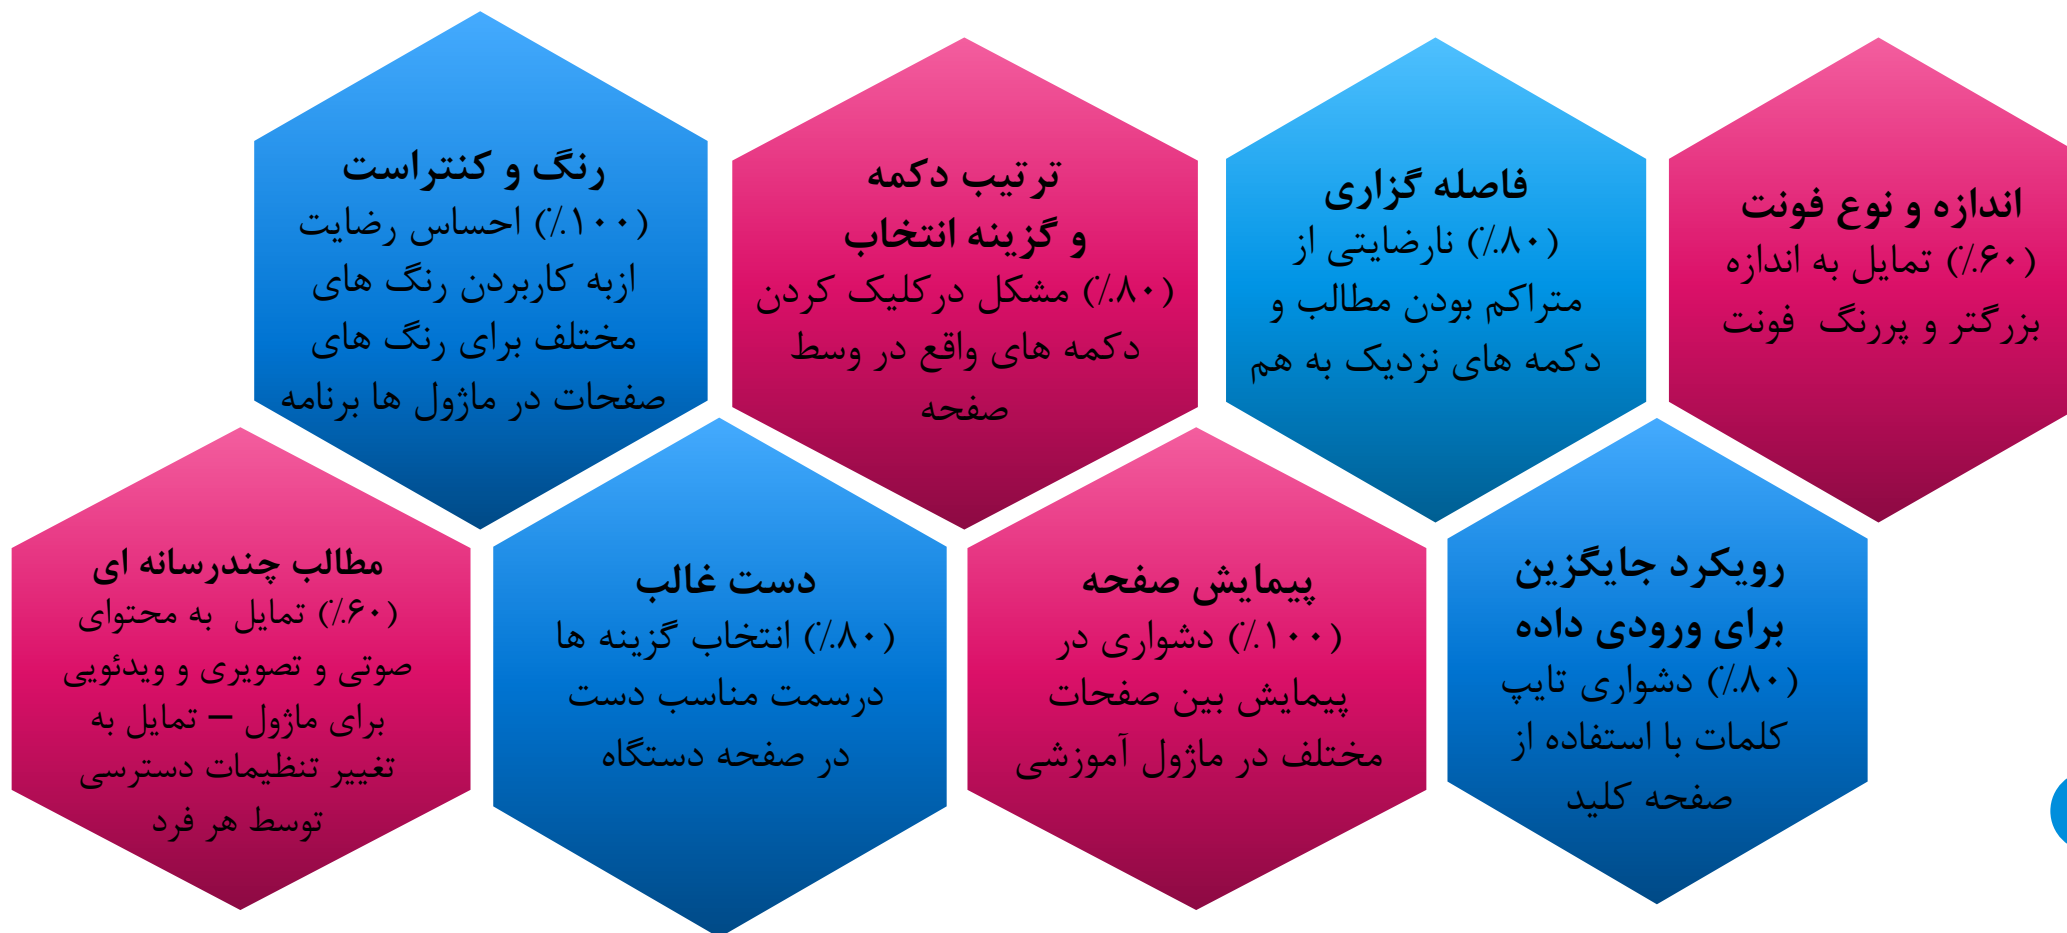 اندازه و نوع فونت
(۶۰٪) تمایل به اندازه
بزرگتر و پررنگ فونت
فاصله گزاری
(۸۰٪) نارضایتی از
متراکم بودن مطالب و
دکمه های نزدیک به هم
ترتیب دکمه
و گزینه انتخاب
(۸۰٪) مشکل درکلیک کردن
دکمه های واقع در وسط
صفحه
رنگ و کنتراست
(۱۰۰٪) احساس رضایت
ازبه کاربردن رنگ های
مختلف برای رنگ های
صفحات در ماژول ها برنامه
رویکرد جایگزین
برای ورودی داده
(۸۰٪) دشواری تایپ
کلمات با استفاده از
صفحه کلید
پیمایش صفحه
(۱۰۰٪) دشواری در
پیمایش بین صفحات
مختلف در ماژول آموزشی
دست غالب
(۸۰٪) انتخاب گزینه ها
درسمت مناسب دست
در صفحه دستگاه
مطالب چندرسانه ای
(۶۰٪) تمایل به محتوای
صوتی و تصویری و ویدئویی
برای ماژول – تمایل به
تغییر تنظیمات دسترسی
توسط هر فرد